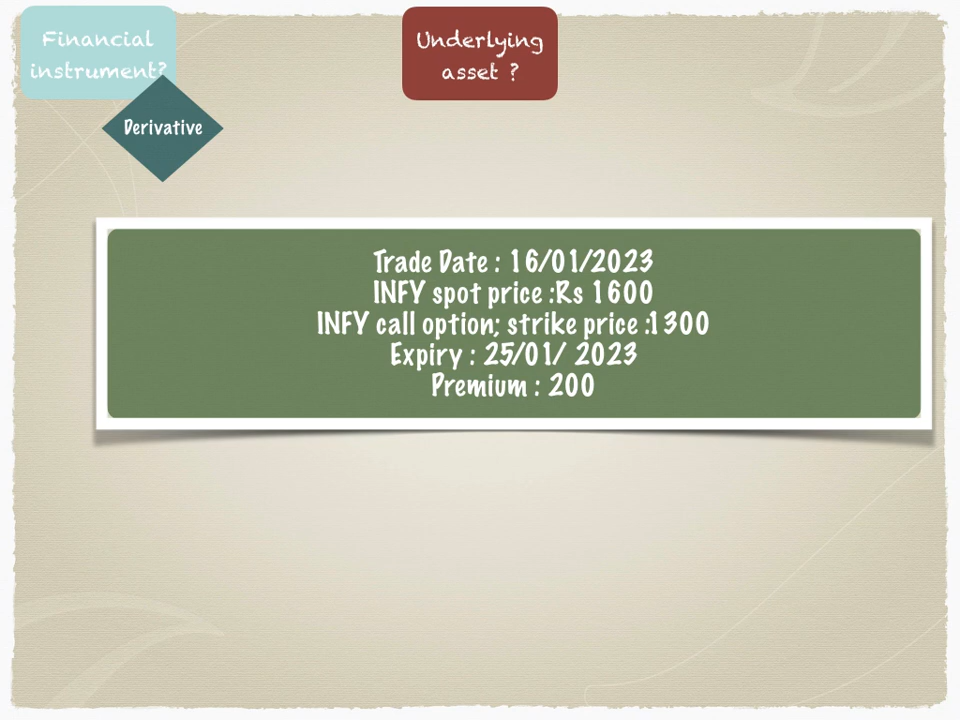 Financial
instrument?
Underlying
asset ?
Derivative
Trade Date : 16/01/2023
INFY spot price :Rs 1600
INFY call option; strike price :1300
Expiry : 25/01/ 2023
Premium : 200